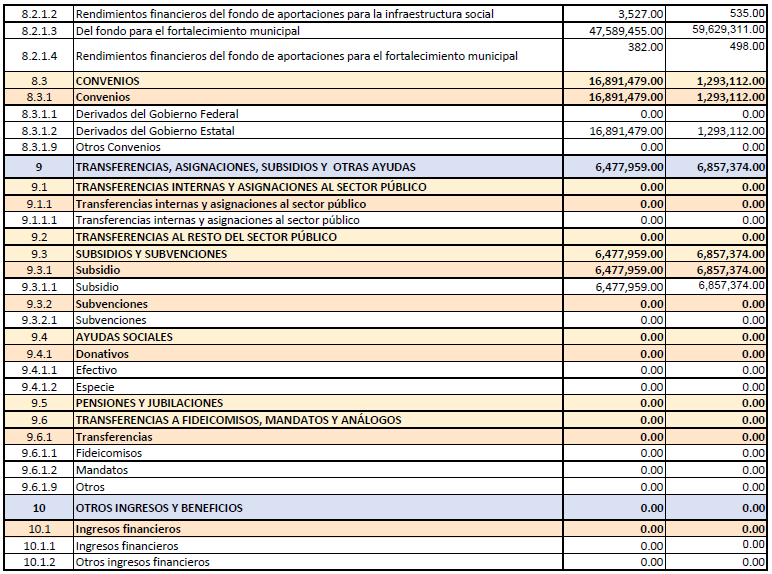 8.2.1.2 Rendimientos financieros del fondo de aportaciones para la infraestructura social 3,527.00 535.00
8.2.1.3 Del fondo para el fortalecimiento municipal 47,589,455.00 59,629,311.00
8.2.1.4 Rendimientos financieros del fondo de aportaciones para el fortalecimiento municipal 382.00 498.00
8.3 CONVENIOS 16,891,479.00 1,293,112.00
8.3.1 Convenios 16,891,479.00 1,293,112.00
8.3.1.1 Derivados del Gobierno Federal 0.00 0.00
8.3.1.2 Derivados del Gobierno Estatal 16,891,479.00 1,293,112.00
8.3.1.9 Otros Convenios 0.00 0.00
9 TRANSFERENCIAS, ASIGNACIONES, SUBSIDIOS Y OTRAS AYUDAS 6,477,959.00 6,857,374.00
9.1 TRANSFERENCIAS INTERNAS Y ASIGNACIONES AL SECTOR PÚBLICO 0.00 0.00
9.1.1 Transferencias internas y asignaciones al sector público 0.00 0.00
9.1.1.1 Transferencias internas y asignaciones al sector público 0.00 0.00
9.2 TRANSFERENCIAS AL RESTO DEL SECTOR PÚBLICO 0.00 0.00
9.3 SUBSIDIOS Y SUBVENCIONES 6,477,959.00 6,857,374.00
9.3.1 Subsidio 6,477,959.00 6,857,374.00
9.3.1.1 Subsidio 6,477,959.00 6,857,374.00
9.3.2 Subvenciones 0.00 0.00
9.3.2.1 Subvenciones 0.00 0.00
9.4 AYUDAS SOCIALES 0.00 0.00
9.4.1 Donativos 0.00 0.00
9.4.1.1 Efectivo 0.00 0.00
9.4.1.2 Especie 0.00 0.00
9.5 PENSIONES Y JUBILACIONES 0.00 0.00
9.6 TRANSFERENCIAS A FIDEICOMISOS, MANDATOS Y ANÁLOGOS 0.00 0.00
9.6.1 Transferencias 0.00 0.00
9.6.1.1 Fideicomisos 0.00 0.00
9.6.1.2 Mandatos 0.00 0.00
9.6.1.9 Otros 0.00 0.00
10 OTROS INGRESOS Y BENEFICIOS 0.00 0.00
10.1 Ingresos financieros 0.00 0.00
10.1.1 Ingresos financieros 0.00 0.00
10.1.2 Otros ingresos financieros 0.00 0.00